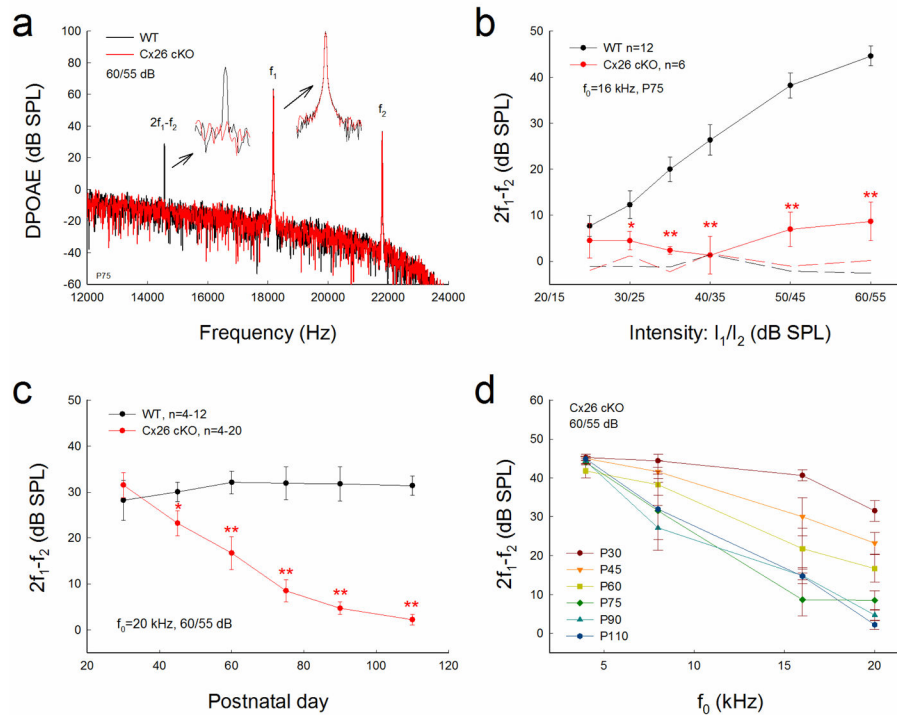 a
WT
Cx26 cKO
60/55 dB
2f₁-f₂
f₁
f₂
P75
100
80
60
40
20
0
-20
-40
-60
DPOAE (dB SPL)
12000 14000 16000 18000 20000 22000 24000
Frequency (Hz)
b
WT n=12
Cx26 cKO, n=6
f₀=16 kHz, P75
* ** ** ** **
50
40
30
20
10
0
2f₁-f₂ (dB SPL)
20/15 30/25 40/35 50/45 60/55
Intensity: I₁/I₂ (dB SPL)
c
WT, n=4-12
Cx26 cKO, n=4-20
* ** ** ** **
f₀=20 kHz, 60/55 dB
50
40
30
20
10
0
2f₁-f₂ (dB SPL)
20 40 60 80 100 120
Postnatal day
d
Cx26 cKO
60/55 dB
P30
P45
P60
P75
P90
P110
50
40
30
20
10
0
2f₁-f₂ (dB SPL)
5 10 15 20
f₀ (kHz)